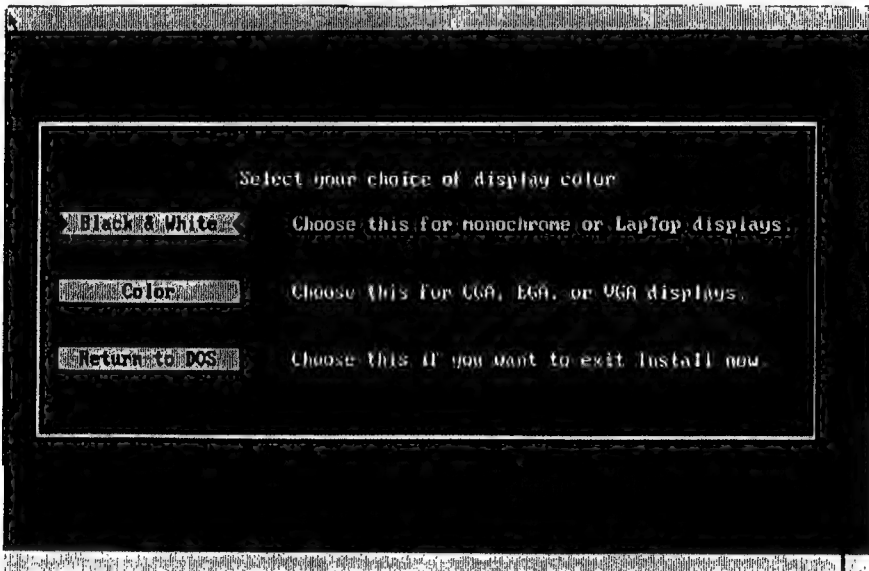 Select your choice of display color
Black & White Choose this for monochrome or LapTop displays.
Color Choose this for CGA, EGA, or VGA displays.
Return to DOS Choose this if you want to exit Install now.